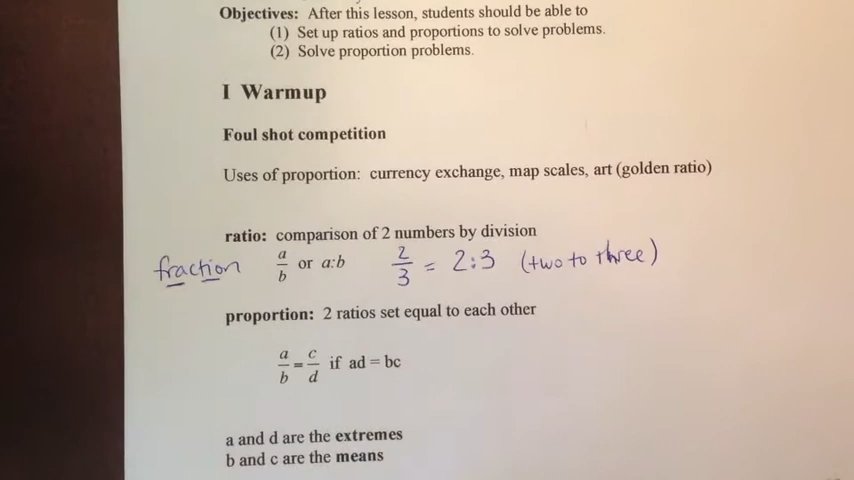 Objectives: After this lesson, students should be able to
(1) Set up ratios and proportions to solve problems.
(2) Solve proportion problems.
I Warmup
Foul shot competition
Uses of proportion: currency exchange, map scales, art (golden ratio)
ratio: comparison of 2 numbers by division
fraction a/b or a:b 2/3 = 2:3 (two to three)
proportion: 2 ratios set equal to each other
a/b = c/d if ad = bc
a and d are the extremes
b and c are the means